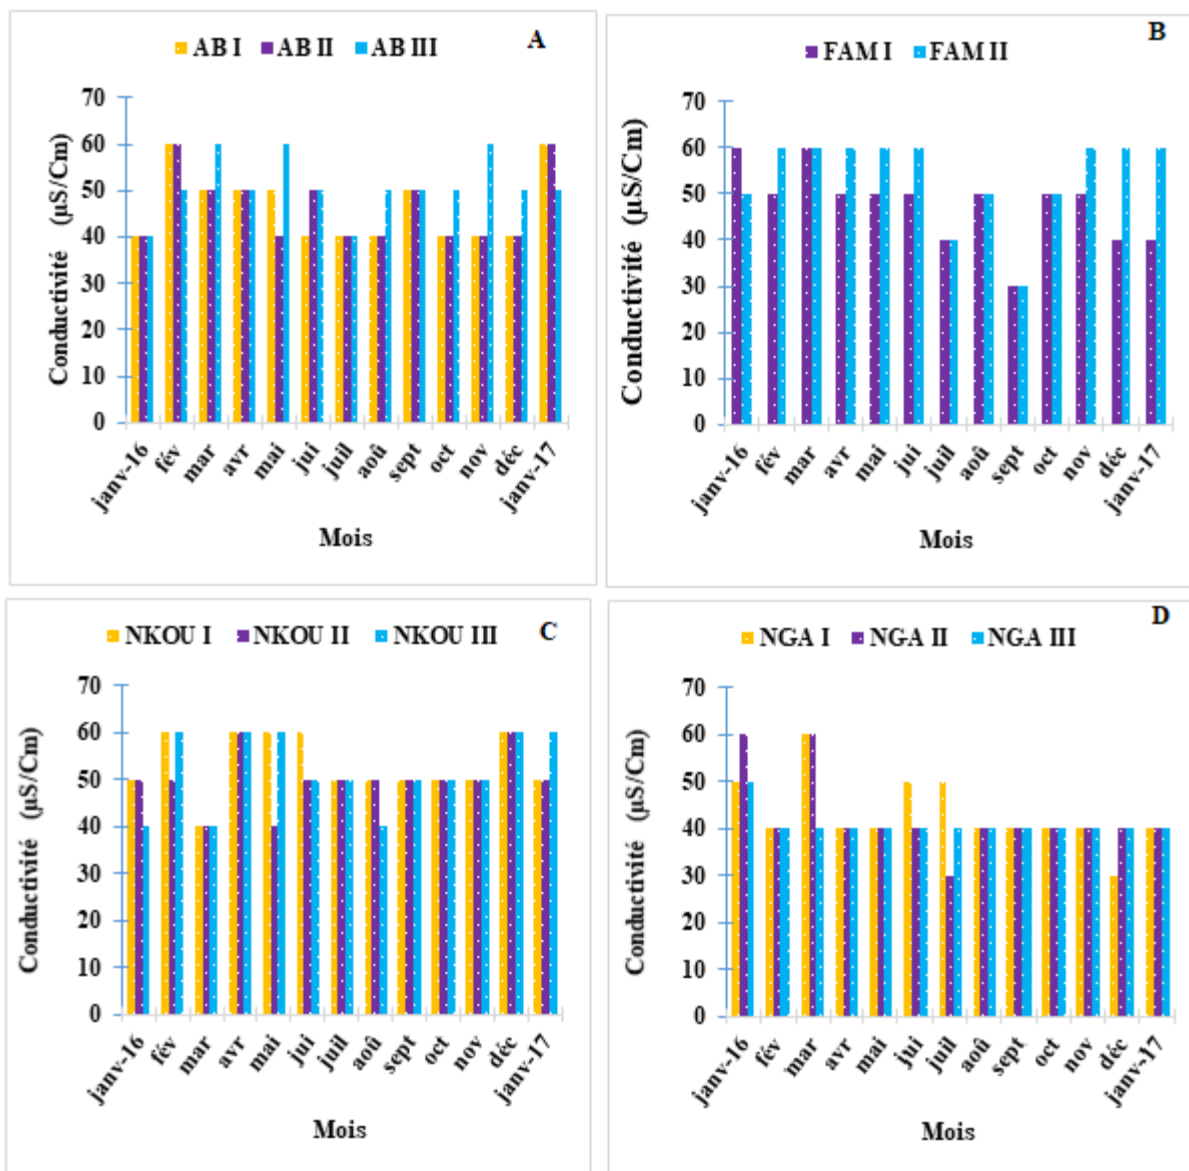 A
AB I AB II AB III
70
60
50
40
30
20
10
0
Conductivité (µS/Cm)
janv-16 fév mar avr mai jui juil aoû sept oct nov déc janv-17
Mois
B
FAM I FAM II
70
60
50
40
30
20
10
0
Conductivité (µS/Cm)
janv-16 fév mar avr mai jui juil aoû sept oct nov déc janv-17
Mois
NKOU I NKOU II NKOU III C
70
60
50
40
30
20
10
0
Conductivité (µS/Cm)
janv-16 fév mar avr mai jui juil aoû sept oct nov déc janv-17
Mois
D
NGA I NGA II NGA III
70
60
50
40
30
20
10
0
Conductivité (µS/Cm)
janv-16 fév mar avr mai jui juil aoû sept oct nov déc janv-17
Mois